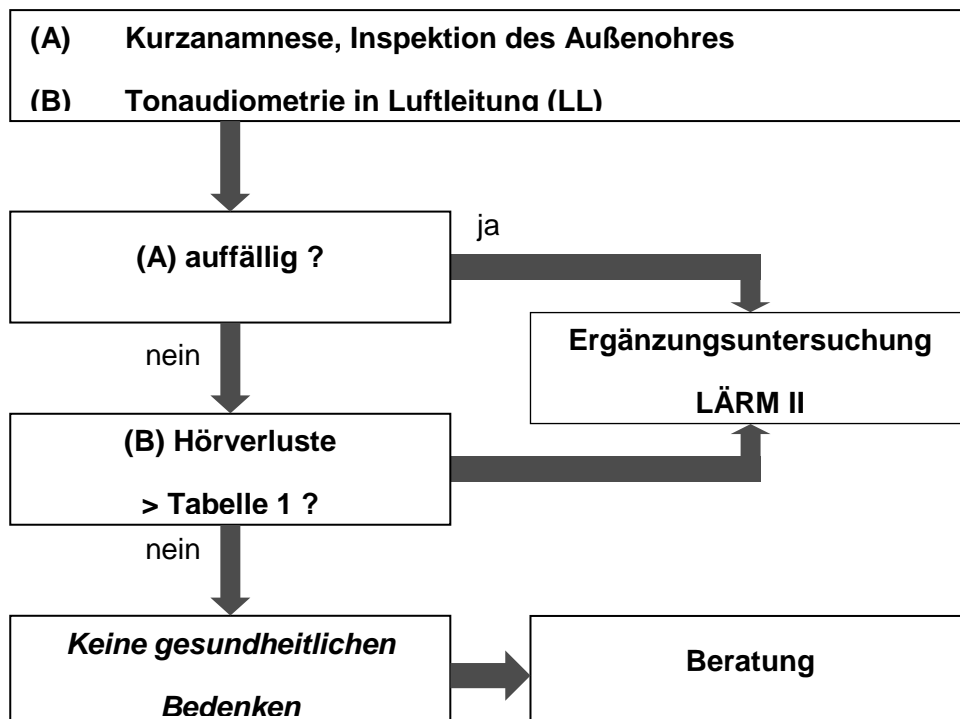 (A) Kurzanamnese, Inspektion des Außenohres
(B) Tonaudiometrie in Luftleitung (LL)
(A) auffällig ?
ja
nein
Ergänzungsuntersuchung
LÄRM II
(B) Hörverluste
> Tabelle 1 ?
nein
Keine gesundheitlichen
Bedenken
Beratung